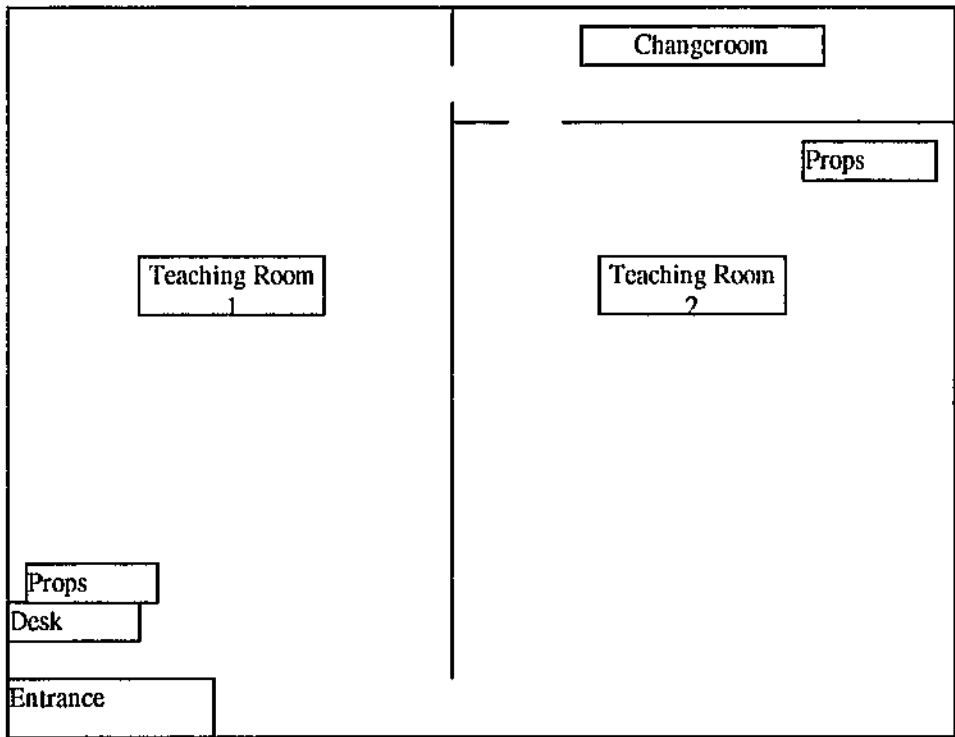 Changeroom
Props
Teaching Room
1
Teaching Room
2
Props
Desk
Entrance